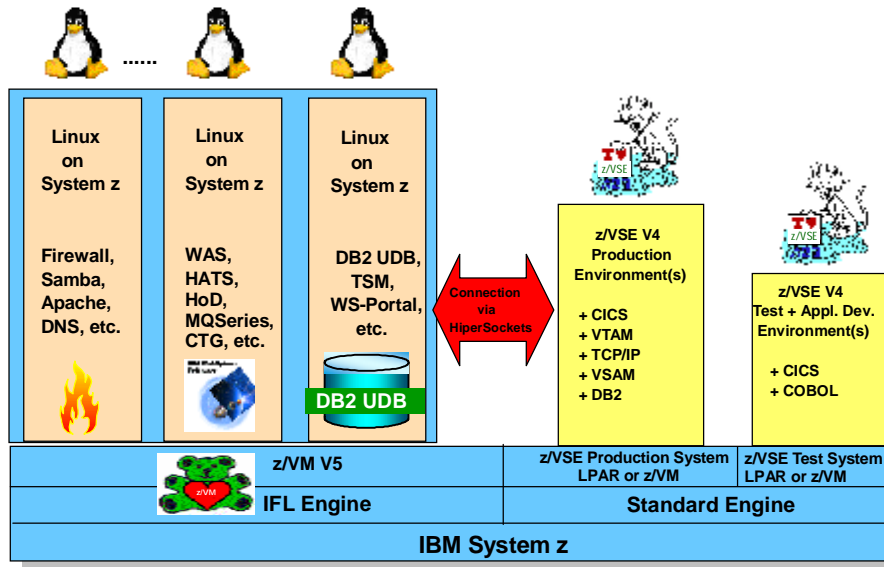 ......
Linux
on
System z
Firewall,
Samba,
Apache,
DNS, etc.
Linux
on
System z
WAS,
HATS,
HoD,
MQSeries,
CTG, etc.
Linux
on
System z
DB2 UDB,
TSM,
WS-Portal,
etc.
DB2 UDB
Connection
via
HiperSockets
z/VSE
z/VSE V4
Production
Environment(s)
+ CICS
+ VTAM
+ TCP/IP
+ VSAM
+ DB2
z/VSE
z/VSE V4
Test + Appl. Dev.
Environment(s)
+ CICS
+ COBOL
z/VM V5
z/VM
z/VSE Production System
LPAR or z/VM
z/VSE Test System
LPAR or z/VM
IFL Engine
Standard Engine
IBM System z